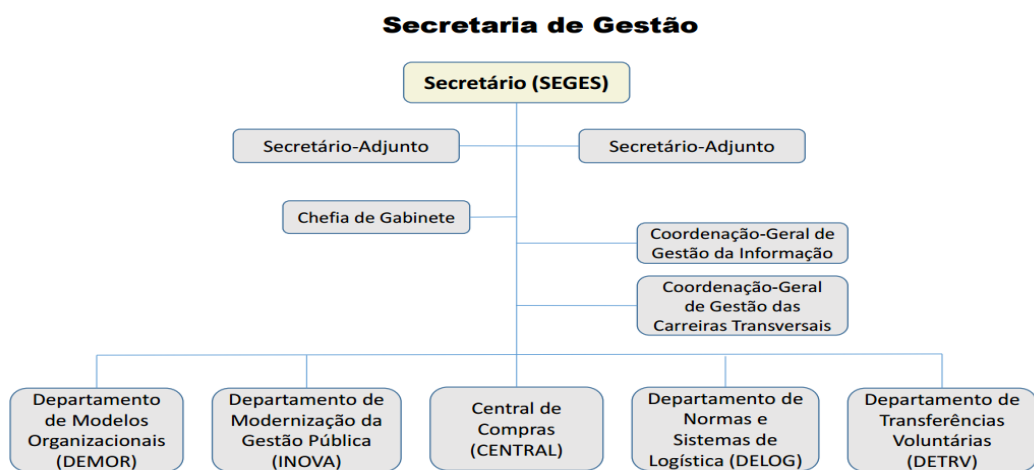 Secretaria de Gestão
Secretário (SEGES)
Secretário-Adjunto
Secretário-Adjunto
Chefia de Gabinete
Coordenação-Geral de
Gestão da Informação
Coordenação-Geral
de Gestão das
Carreiras Transversais
Departamento
de Modelos
Organizacionais
(DEMOR)
Departamento de
Modernização da
Gestão Pública
(INOVA)
Central de
Compras
(CENTRAL)
Departamento de
Normas e
Sistemas de
Logística (DELOG)
Departamento de
Transferências
Voluntárias
(DETRV)